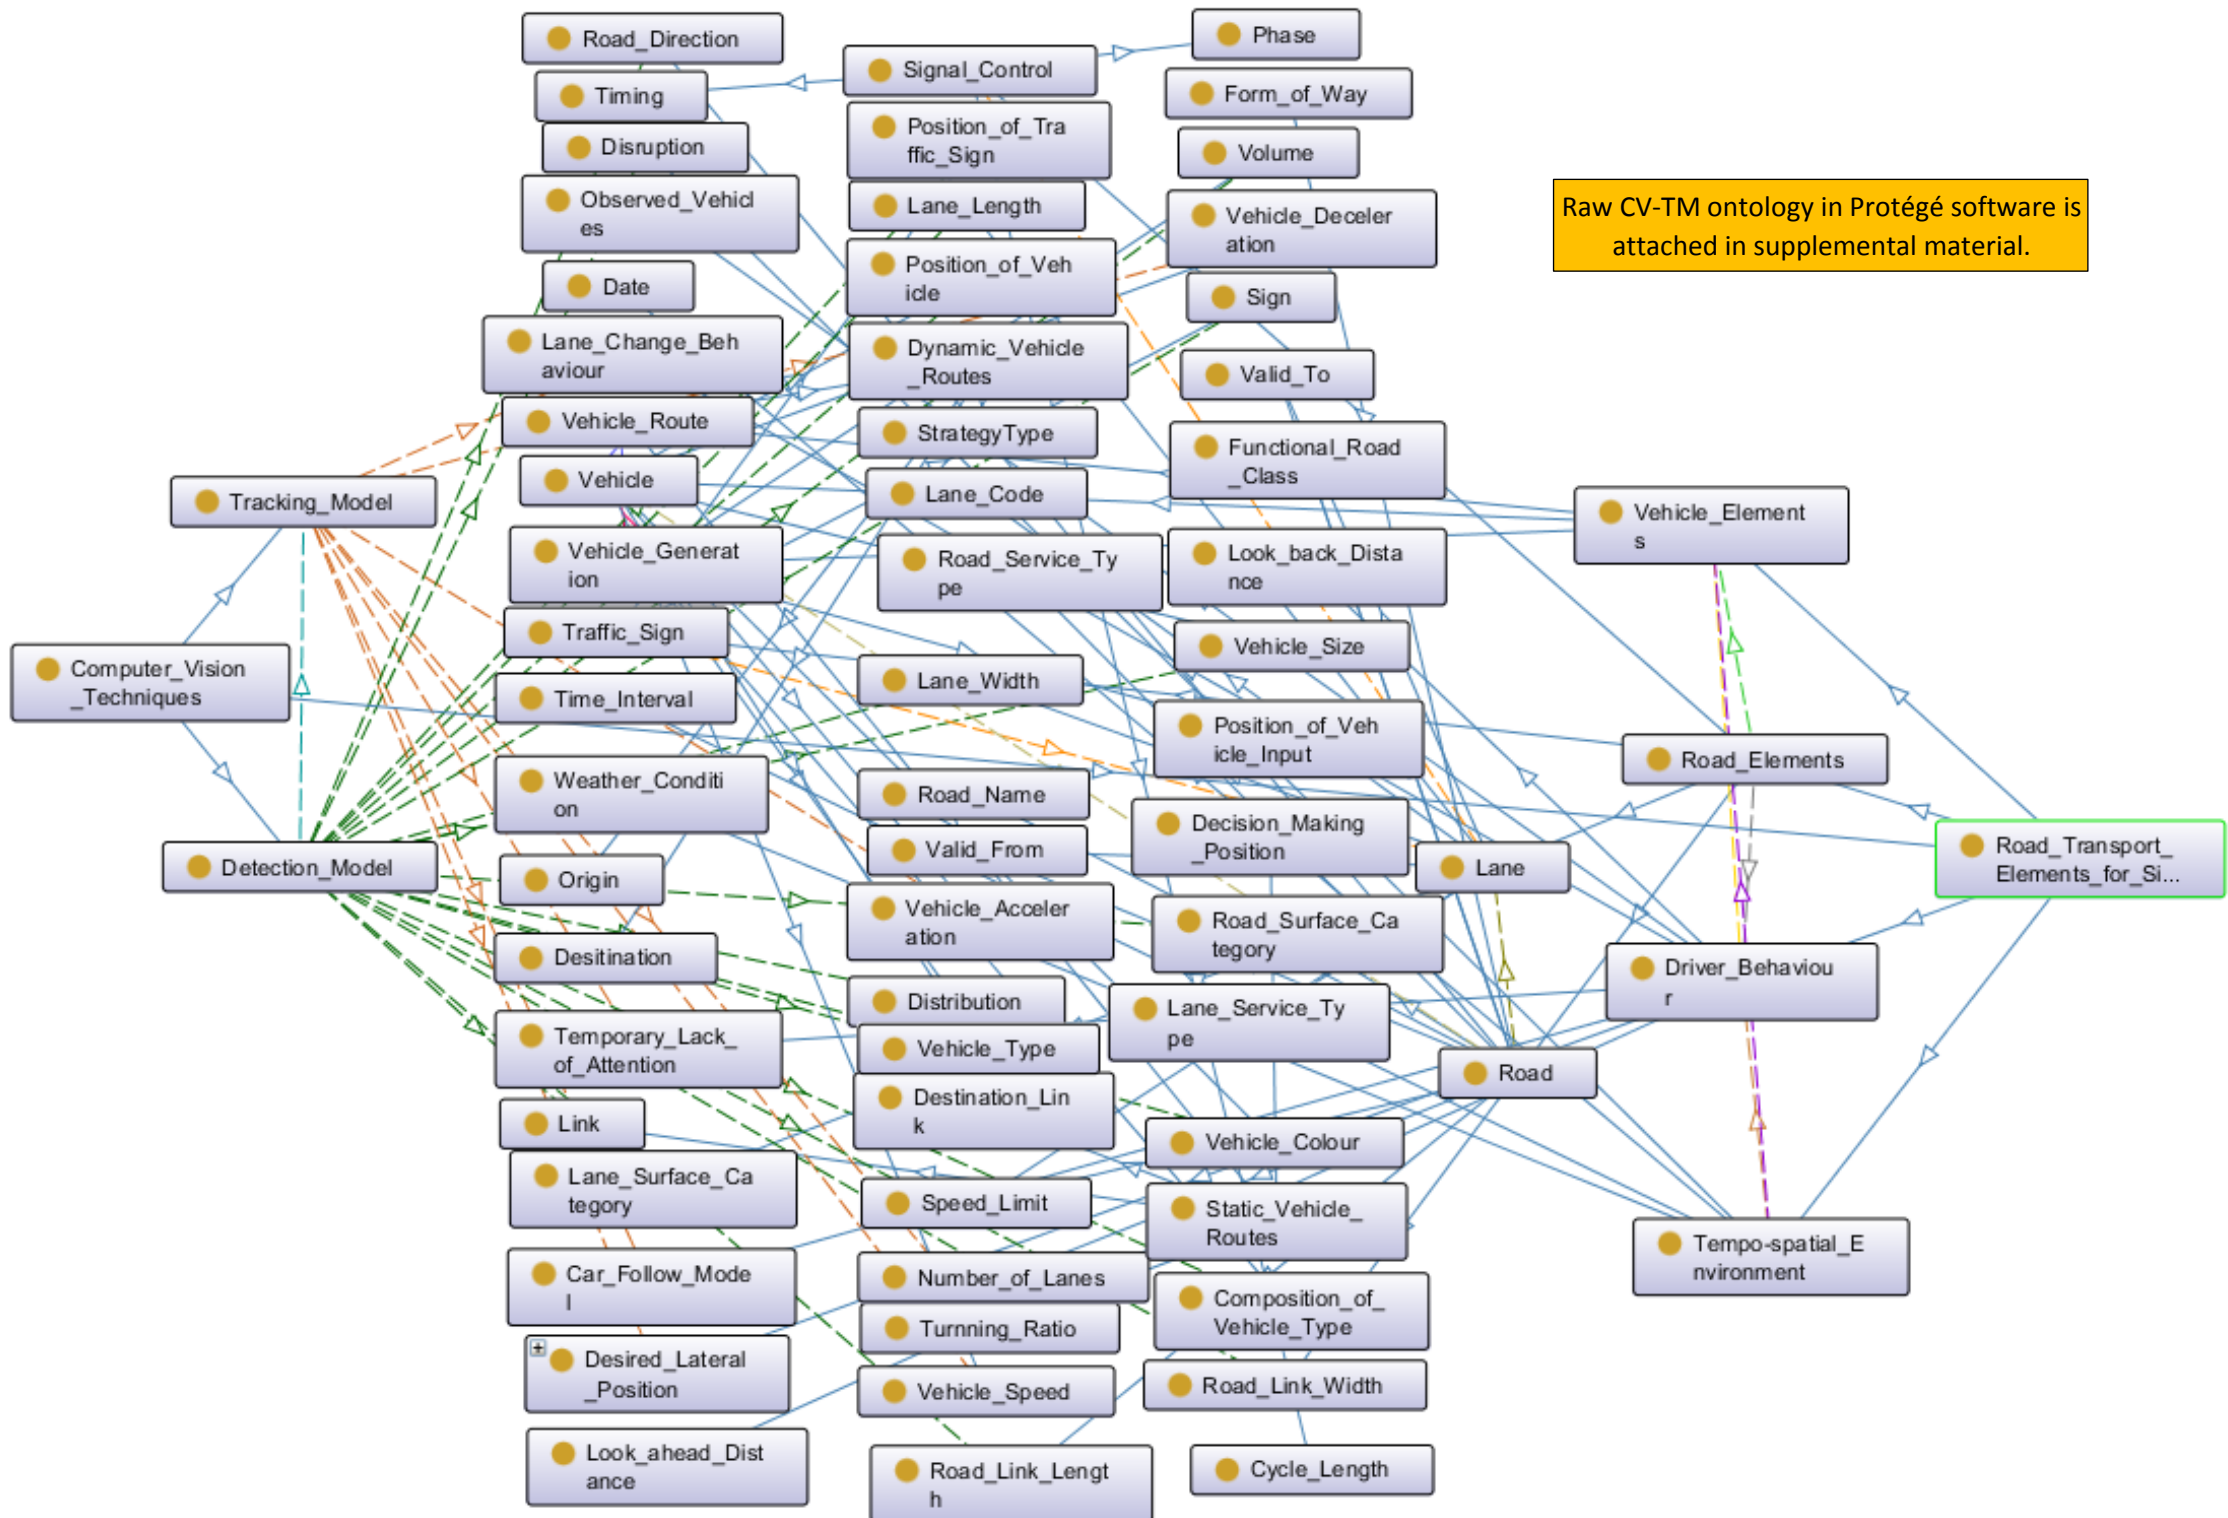 Road_Direction
Timing
Disruption
Observed_Vehicl
es
Date
Lane_Change_Beh
aviour
Vehicle_Route
Vehicle
Vehicle_Generat
ion
Traffic_Sign
Time_Interval
Weather_Conditi
on
Origin
Desitination
Temporary_Lack_
of_Attention
Link
Lane_Surface_Ca
tegory
Car_Follow_Mode
l
Desired_Lateral
_Position
Look_ahead_Dist
ance
Tracking_Model
Computer_Vision
_Techniques
Detection_Model
Signal_Control
Position_of_Tra
ffic_Sign
Lane_Length
Position_of_Veh
icle
Dynamic_Vehicle
_Routes
StrategyType
Lane_Code
Road_Service_Ty
pe
Lane_Width
Road_Name
Valid_From
Vehicle_Acceler
ation
Distribution
Vehicle_Type
Destination_Lin
k
Speed_Limit
Number_of_Lanes
Turnning_Ratio
Vehicle_Speed
Road_Link_Lengt
h
Phase
Form_of_Way
Volume
Vehicle_Deceler
ation
Sign
Valid_To
Functional_Road
_Class
Look_back_Dista
nce
Vehicle_Size
Position_of_Veh
icle_Input
Decision_Making
_Position
Road_Surface_Ca
tegory
Lane_Service_Ty
pe
Vehicle_Colour
Static_Vehicle_
Routes
Composition_of_
Vehicle_Type
Road_Link_Width
Cycle_Length
Lane
Road
Raw CV-TM ontology in Protégé software is
attached in supplemental material.
Vehicle_Element
s
Road_Elements
Driver_Behaviou
r
Tempo-spatial_E
nvironment
Road_Transport_
Elements_for_Si...